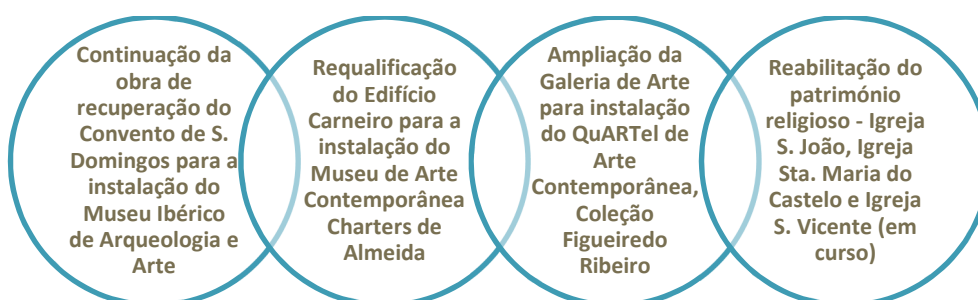 Continuação da
obra de
recuperação do
Convento de S.
Domingos para a
instalação do
Museu Ibérico
de Arqueologia e
Arte
Requalificação
do Edifício
Carneiro para a
instalação do
Museu de Arte
Contemporânea
Charters de
Almeida
Ampliação da
Galeria de Arte
para instalação
do QuARTel de
Arte
Contemporânea,
Coleção
Figueiredo
Ribeiro
Reabilitação do
património
religioso - Igreja
S. João, Igreja
Sta. Maria do
Castelo e Igreja
S. Vicente (em
curso)